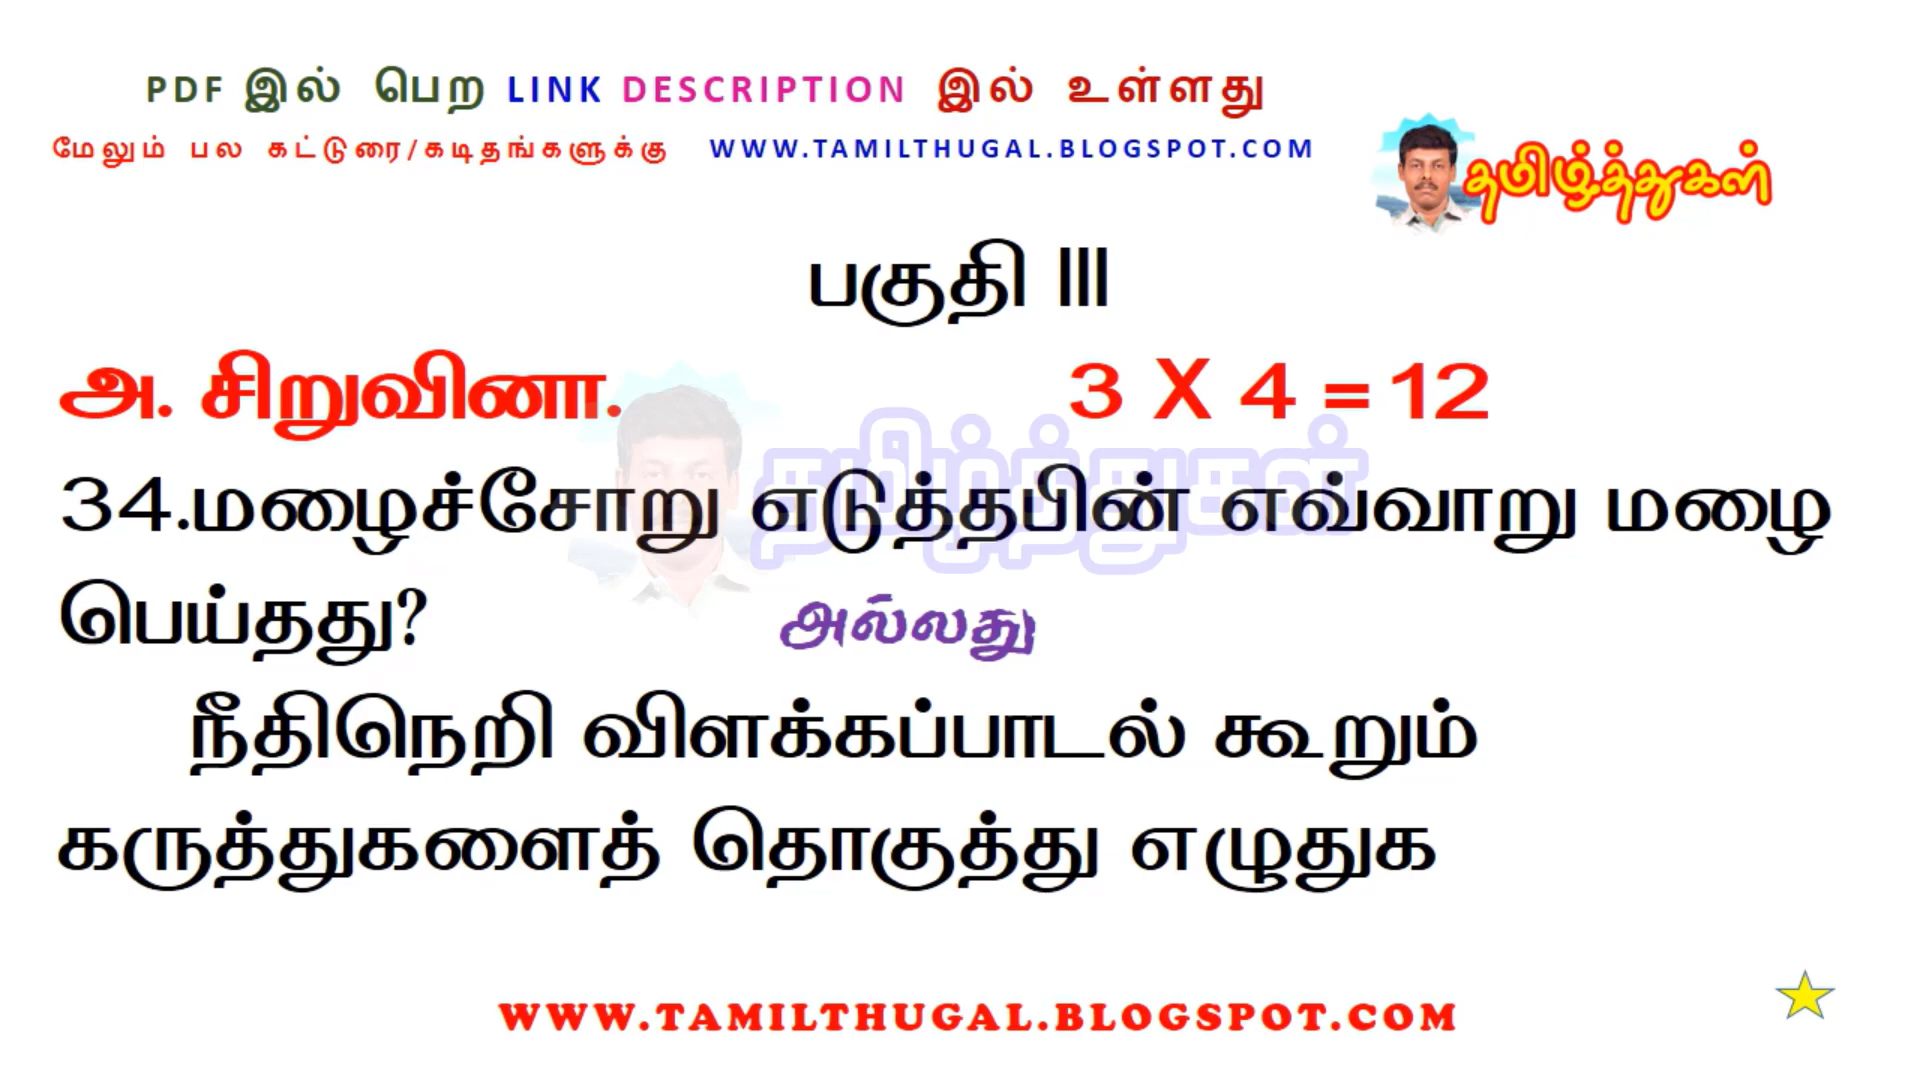 PDF இல் பெற LINK DESCRIPTION இல் உள்ளது
மேலும் பல கட்டுரை/கடிதங்களுக்கு WWW.TAMILTHUGAL.BLOGSPOT.COM
தமிழ்த்துகள்
பகுதி III
அ. சிறுவினா. 3 X 4 = 12
தமிழ்த்துகள்
34.மழைச்சோறு எடுத்தபின் எவ்வாறு மழை
பெய்தது? அல்லது
நீதிநெறி விளக்கப்பாடல் கூறும்
கருத்துகளைத் தொகுத்து எழுதுக
WWW.TAMILTHUGAL.BLOGSPOT.COM